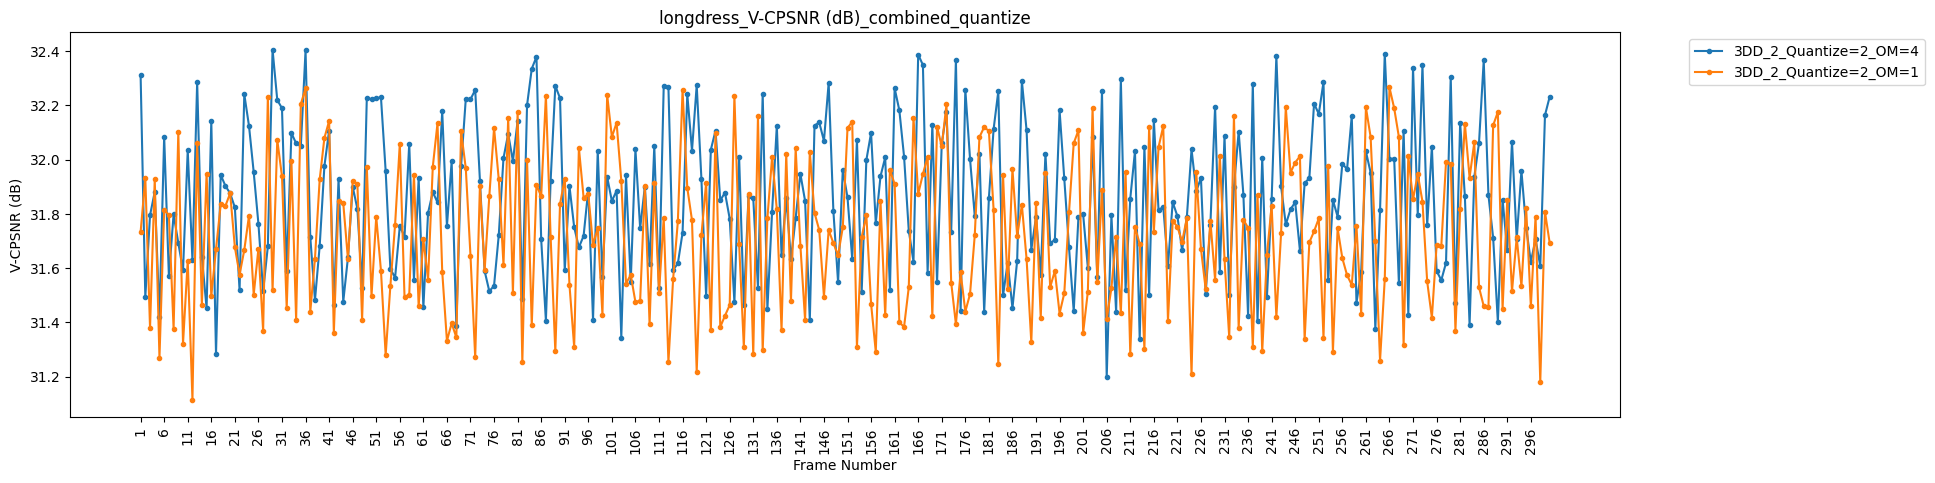 longdress_V-CPSNR (dB)_combined_quantize
3DD_2_Quantize=2_OM=4
3DD_2_Quantize=2_OM=1
V-CPSNR (dB)
32.4
32.2
32.0
31.8
31.6
31.4
31.2
1 6 11 16 21 26 31 36 41 46 51 56 61 66 71 76 81 86 91 96 101 106 111 116 121 126 131 136 141 146 151 156 161 166 171 176 181 186 191 196 201 206 211 216 221 226 231 236 241 246 251 256 261 266 271 276 281 286 291 296
Frame Number